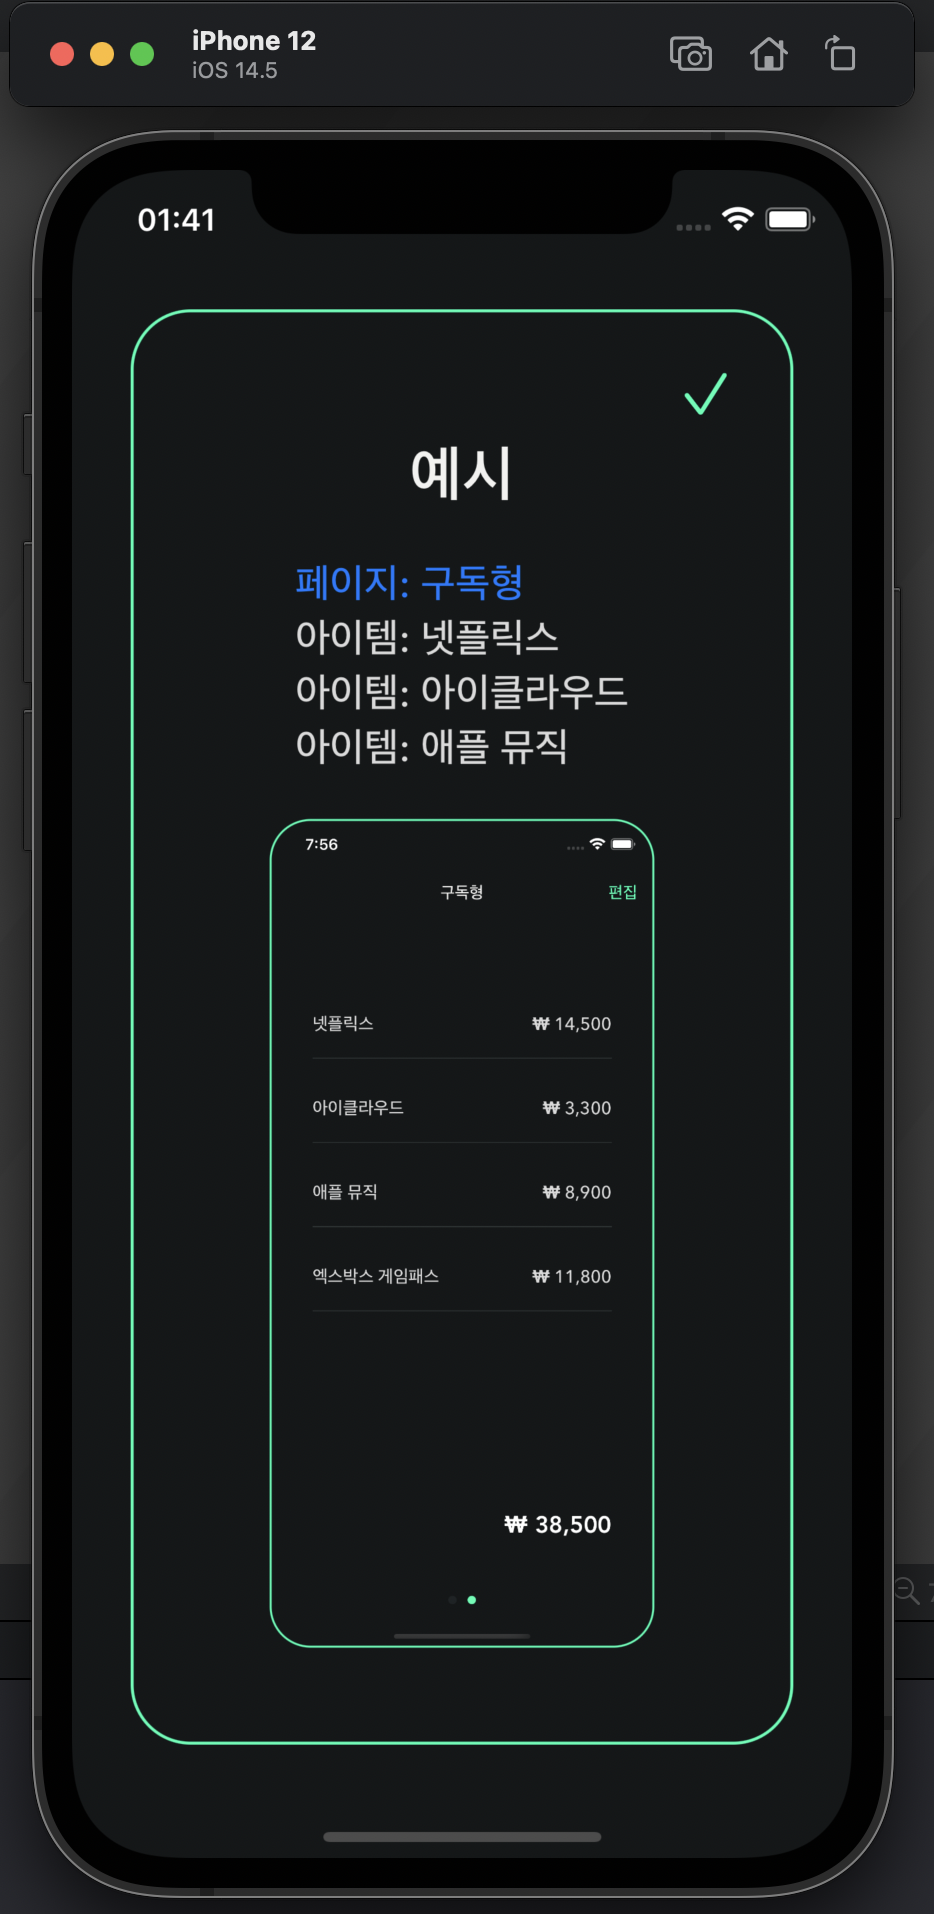 iPhone 12
iOS 14.5
01:41
예시
페이지: 구독형
아이템: 넷플릭스
아이템: 아이클라우드
아이템: 애플 뮤직
7:56
구독형 편집
넷플릭스 ₩ 14,500
아이클라우드 ₩ 3,300
애플 뮤직 ₩ 8,900
엑스박스 게임패스 ₩ 11,800
₩ 38,500